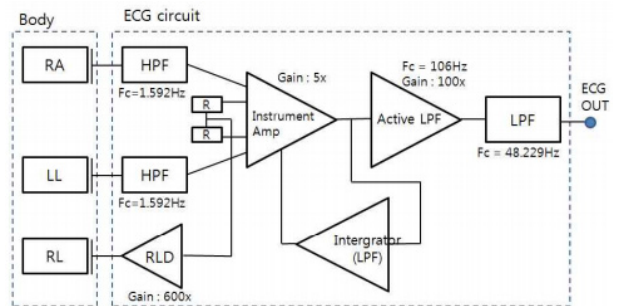 Body
ECG circuit
RA
HPF
Fc=1.592Hz
Gain : 5x
Fc = 106Hz
Gain : 100x
R
R
Instrument
Amp
Active LPF
LPF
ECG
OUT
Fc = 48.229Hz
LL
HPF
Fc=1.592Hz
RL
RLD
Gain : 600x
Intergrator
(LPF)